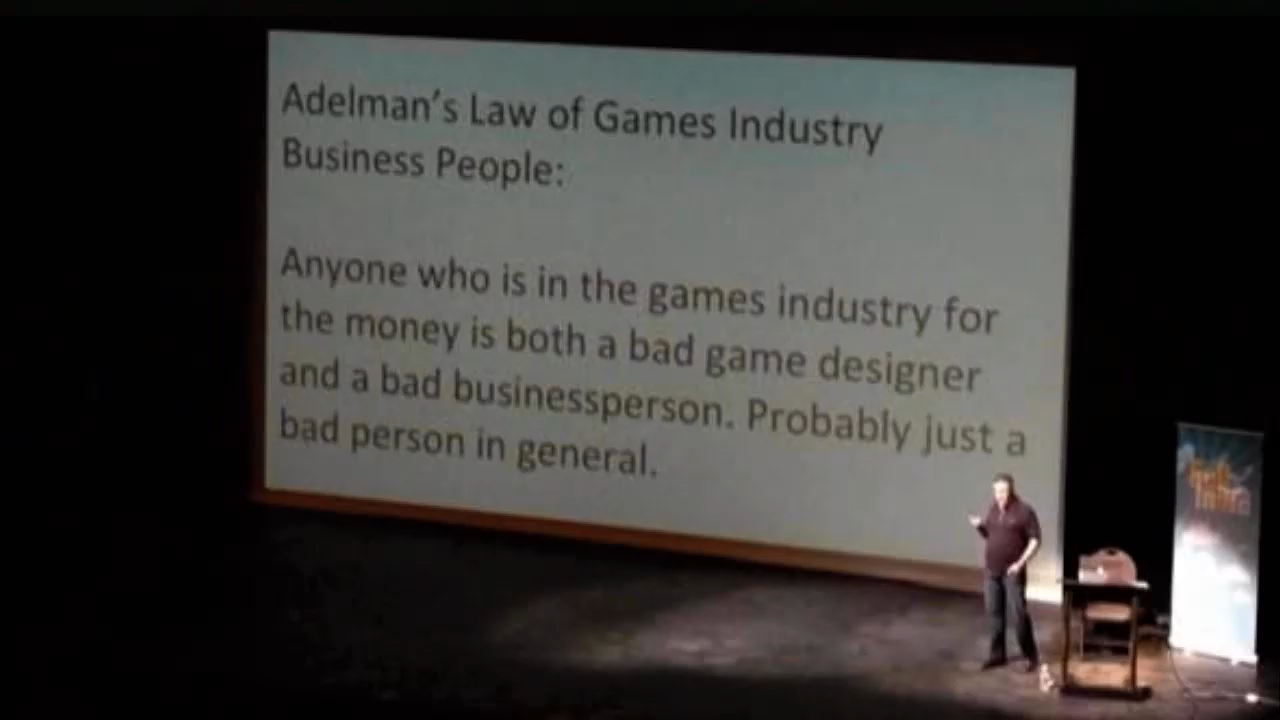 Adelman's Law of Games Industry
Business People:
Anyone who is in the games industry for
the money is both a bad game designer
and a bad businessperson. Probably just a
bad person in general.